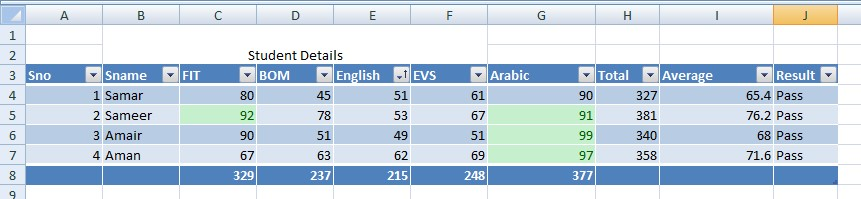 A B C D E F G H I J
1
2 Student Details
3 Sno Sname FIT BOM English EVS Arabic Total Average Result
4 1 Samar 80 45 51 61 90 327 65.4 Pass
5 2 Sameer 92 78 53 67 91 381 76.2 Pass
6 3 Amair 90 51 49 51 99 340 68 Pass
7 4 Aman 67 63 62 69 97 358 71.6 Pass
8 329 237 215 248 377
9